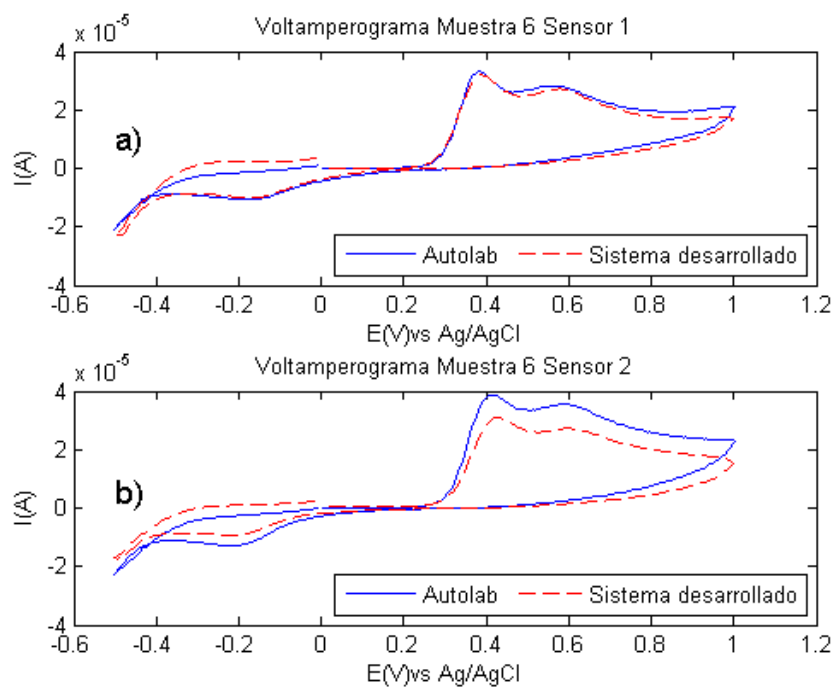 Voltamperograma Muestra 6 Sensor 1
x 10-5
4
2
0
-2
-4
I(A)
a)
Autolab
Sistema desarrollado
-0.6 -0.4 -0.2 0 0.2 0.4 0.6 0.8 1 1.2
E(V)vs Ag/AgCl
Voltamperograma Muestra 6 Sensor 2
x 10-5
4
2
0
-2
-4
I(A)
b)
Autolab
Sistema desarrollado
-0.6 -0.4 -0.2 0 0.2 0.4 0.6 0.8 1 1.2
E(V)vs Ag/AgCl